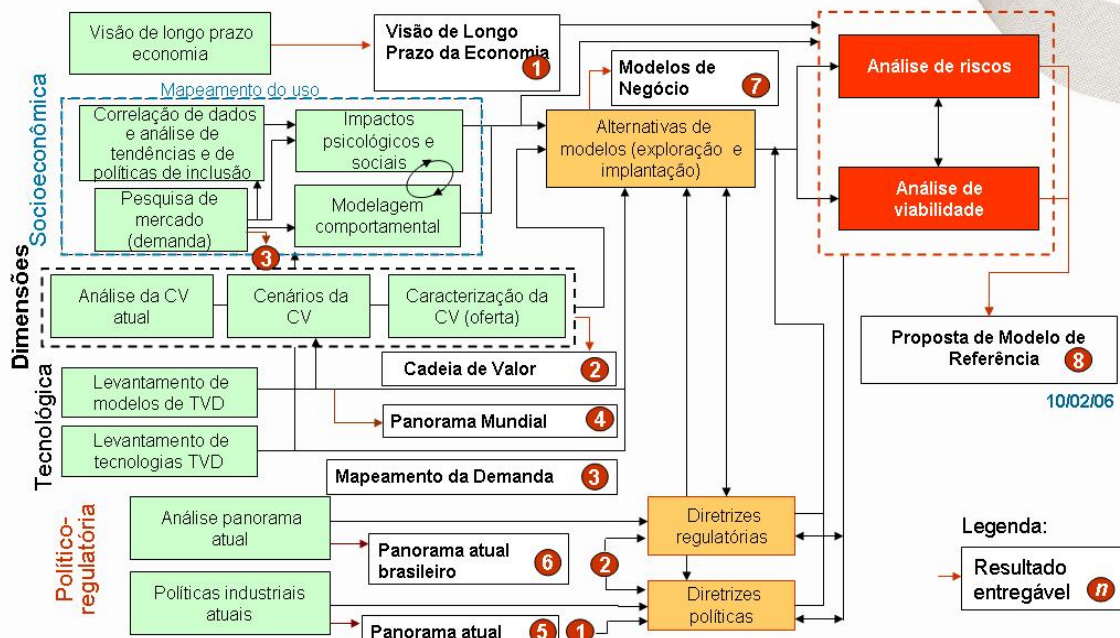 Visão de longo prazo
economia
Visão de Longo
Prazo da Economia
1
Modelos de
Negócio
7
Análise de riscos
Mapeamento do uso
Correlação de dados
e análise de
tendências e de
políticas de inclusão
Impactos
psicológicos e
sociais
Alternativas de
modelos (exploração e
implantação)
Socioeconômica
Pesquisa de
mercado
(demanda)
Modelagem
comportamental
Análise de
viabilidade
3
Dimensões
Análise da CV
atual
Cenários da
CV
Caracterização da
CV (oferta)
Proposta de Modelo de
Referência
8
Cadeia de Valor
2
10/02/06
Tecnológica
Levantamento de
modelos de TVD
Panorama Mundial
4
Levantamento de
tecnologias TVD
Mapeamento da Demanda
3
Político-
regulatória
Análise panorama
atual
Diretrizes
regulatórias
Legenda:
Panorama atual
brasileiro
6
2
Resultado
entregável
n
Políticas industriais
atuais
Diretrizes
políticas
Panorama atual
5
1